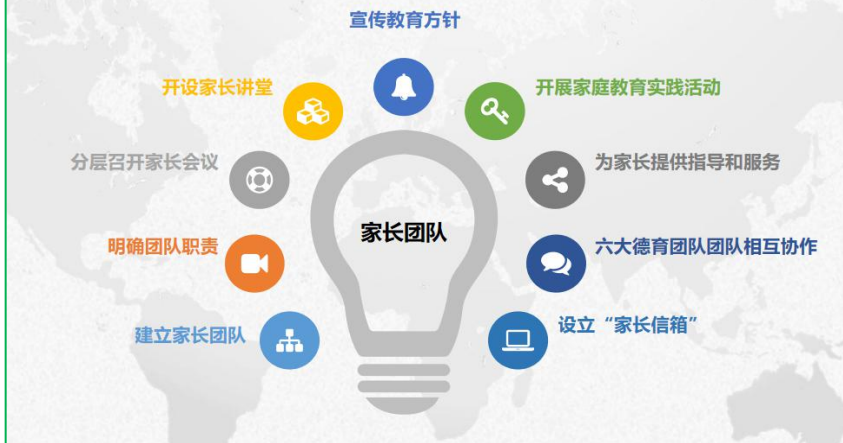 宣传教育方针
开设家长讲堂
开展家庭教育实践活动
分层召开家长会议
为家长提供指导和服务
家长团队
明确团队职责
六大德育团队团队相互协作
建立家长团队
设立“家长信箱”